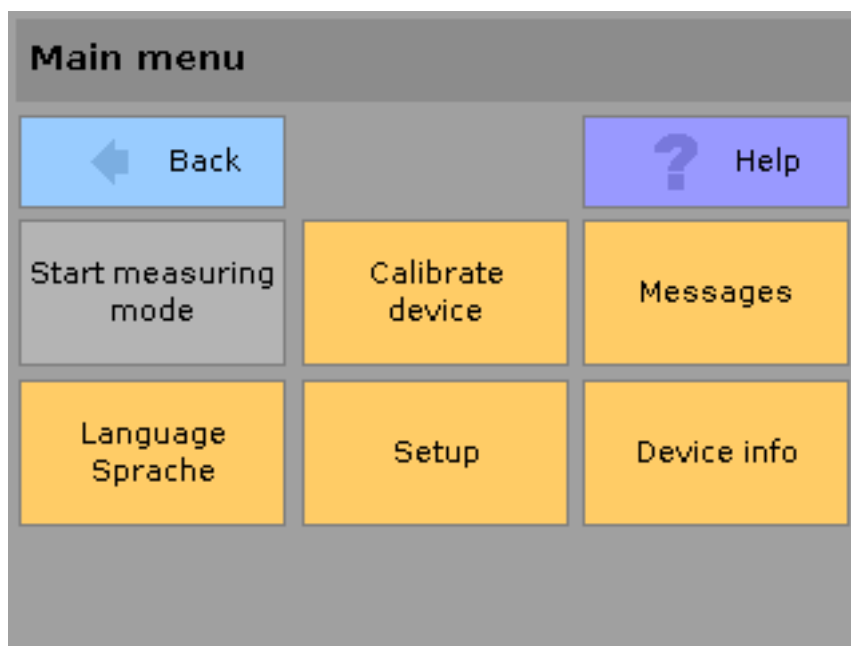 Main menu
Back
Help
Start measuring
mode
Calibrate
device
Messages
Language
Sprache
Setup
Device info